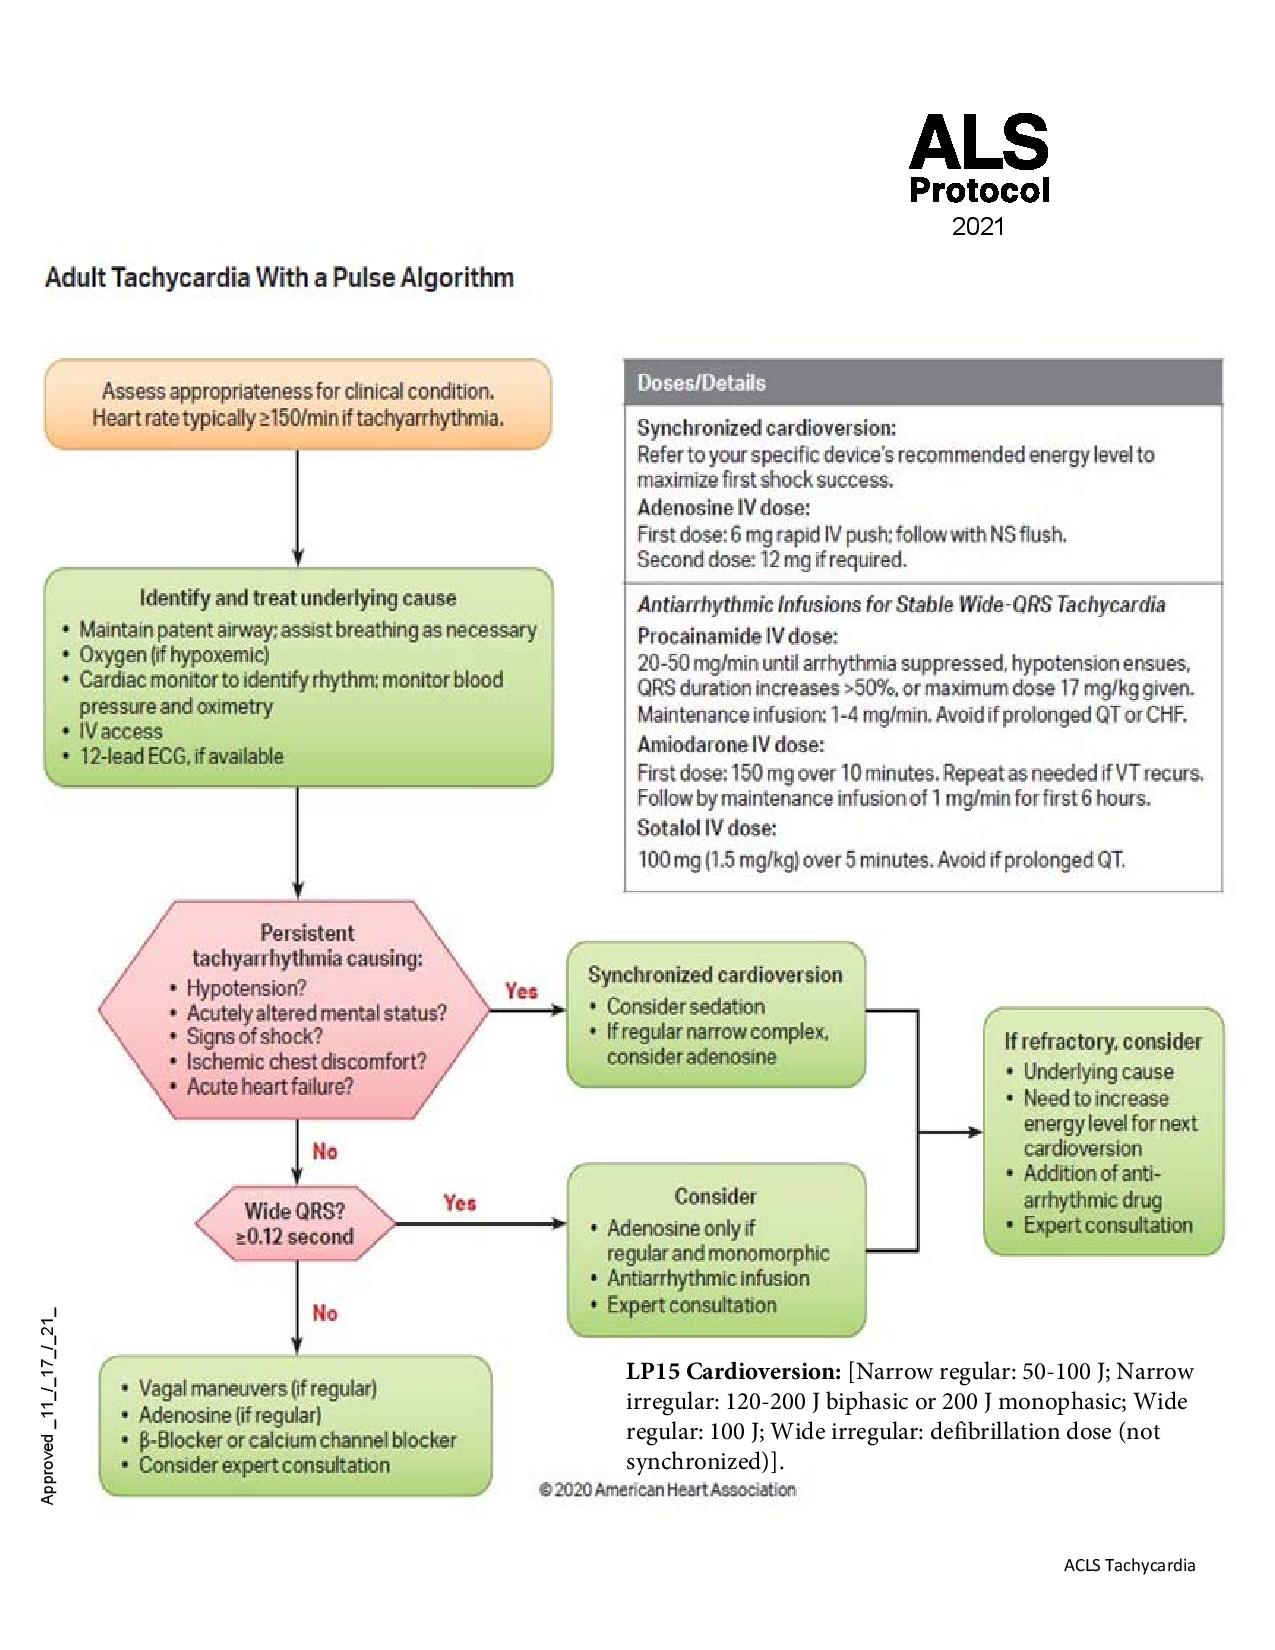 ALS
Protocol
2021
Adult Tachycardia With a Pulse Algorithm
Assess appropriateness for clinical condition.
Heart rate typically ≥150/min if tachyarrhythmia.
Identify and treat underlying cause
• Maintain patent airway; assist breathing as necessary
• Oxygen (if hypoxemic)
• Cardiac monitor to identify rhythm; monitor blood
pressure and oximetry
• IV access
• 12-lead ECG, if available
Doses/Details
Synchronized cardioversion:
Refer to your specific device's recommended energy level to
maximize first shock success.
Adenosine IV dose:
First dose: 6 mg rapid IV push; follow with NS flush.
Second dose: 12 mg if required.
Antiarrhythmic Infusions for Stable Wide-QRS Tachycardia
Procainamide IV dose:
20-50 mg/min until arrhythmia suppressed, hypotension ensues,
QRS duration increases >50%, or maximum dose 17 mg/kg given.
Maintenance infusion: 1-4 mg/min. Avoid if prolonged QT or CHF.
Amiodarone IV dose:
First dose: 150 mg over 10 minutes. Repeat as needed if VT recurs.
Follow by maintenance infusion of 1 mg/min for first 6 hours.
Sotalol IV dose:
100 mg (1.5 mg/kg) over 5 minutes. Avoid if prolonged QT.
Persistent
tachyarrhythmia causing:
• Hypotension?
• Acutely altered mental status?
• Signs of shock?
• Ischemic chest discomfort?
• Acute heart failure?
Yes
Synchronized cardioversion
• Consider sedation
• If regular narrow complex,
consider adenosine
If refractory, consider
• Underlying cause
• Need to increase
energy level for next
cardioversion
• Addition of anti-
arrhythmic drug
• Expert consultation
No
Wide QRS?
≥0.12 second
Yes
Consider
• Adenosine only if
regular and monomorphic
• Antiarrhythmic infusion
• Expert consultation
No
• Vagal maneuvers (if regular)
• Adenosine (if regular)
• β-Blocker or calcium channel blocker
• Consider expert consultation
LP15 Cardioversion: [Narrow regular: 50-100 J; Narrow
irregular: 120-200 J biphasic or 200 J monophasic; Wide
regular: 100 J; Wide irregular: defibrillation dose (not
synchronized)].
© 2020 American Heart Association
Approved _11_/_17_/_21_
ACLS Tachycardia